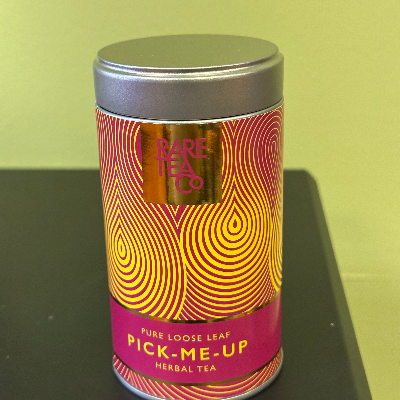 RARE
TEA
Co
PURE LOOSE LEAF
PICK-ME-UP
HERBAL TEA